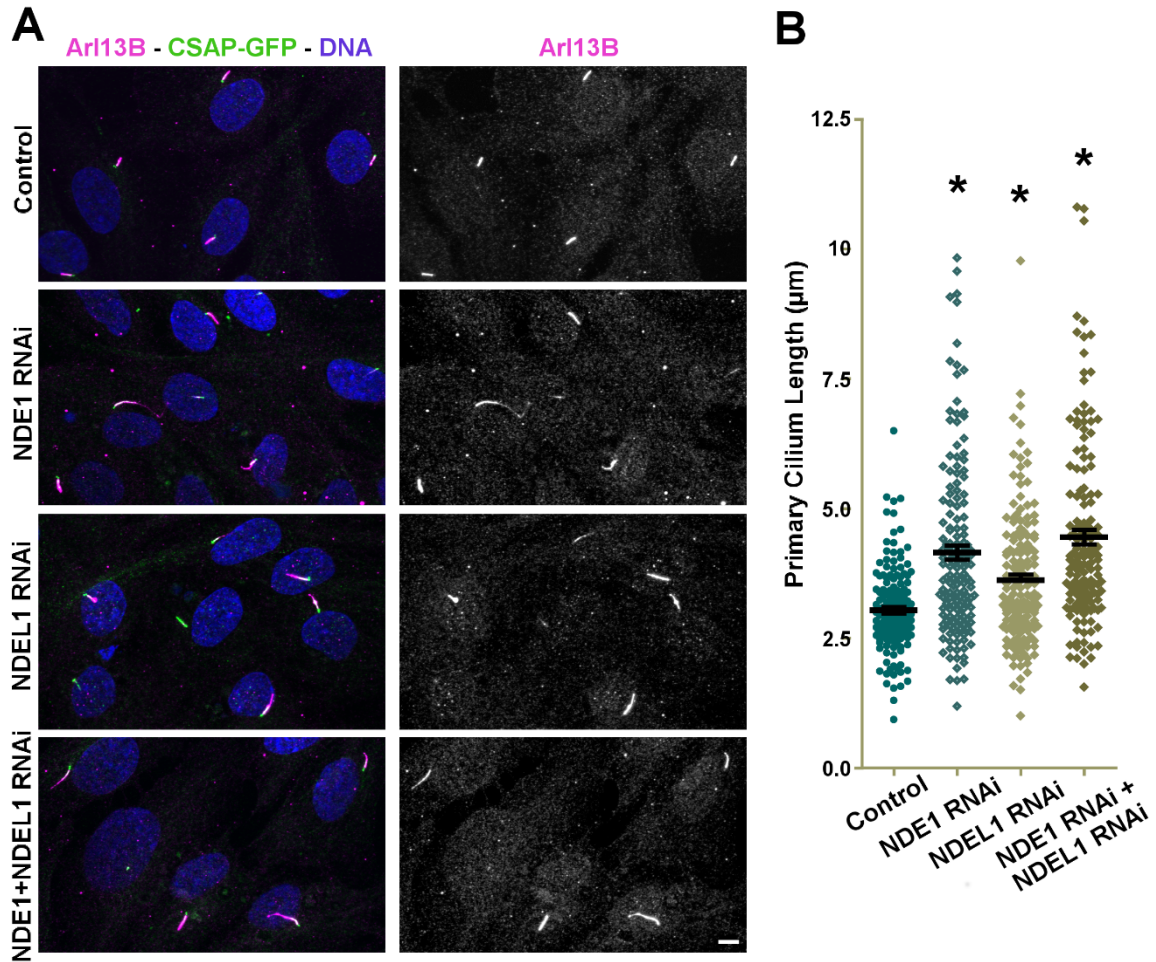 A
Arl13B - CSAP-GFP - DNA
Arl13B
Control
NDE1 RNAi
NDEL1 RNAi
NDE1+NDEL1 RNAi
B
Primary Cilium Length (µm)
12.5
10
7.5
5.0
2.5
0.0
*
*
*
Control
NDE1 RNAi
NDEL1 RNAi
NDE1 RNAi +
NDEL1 RNAi